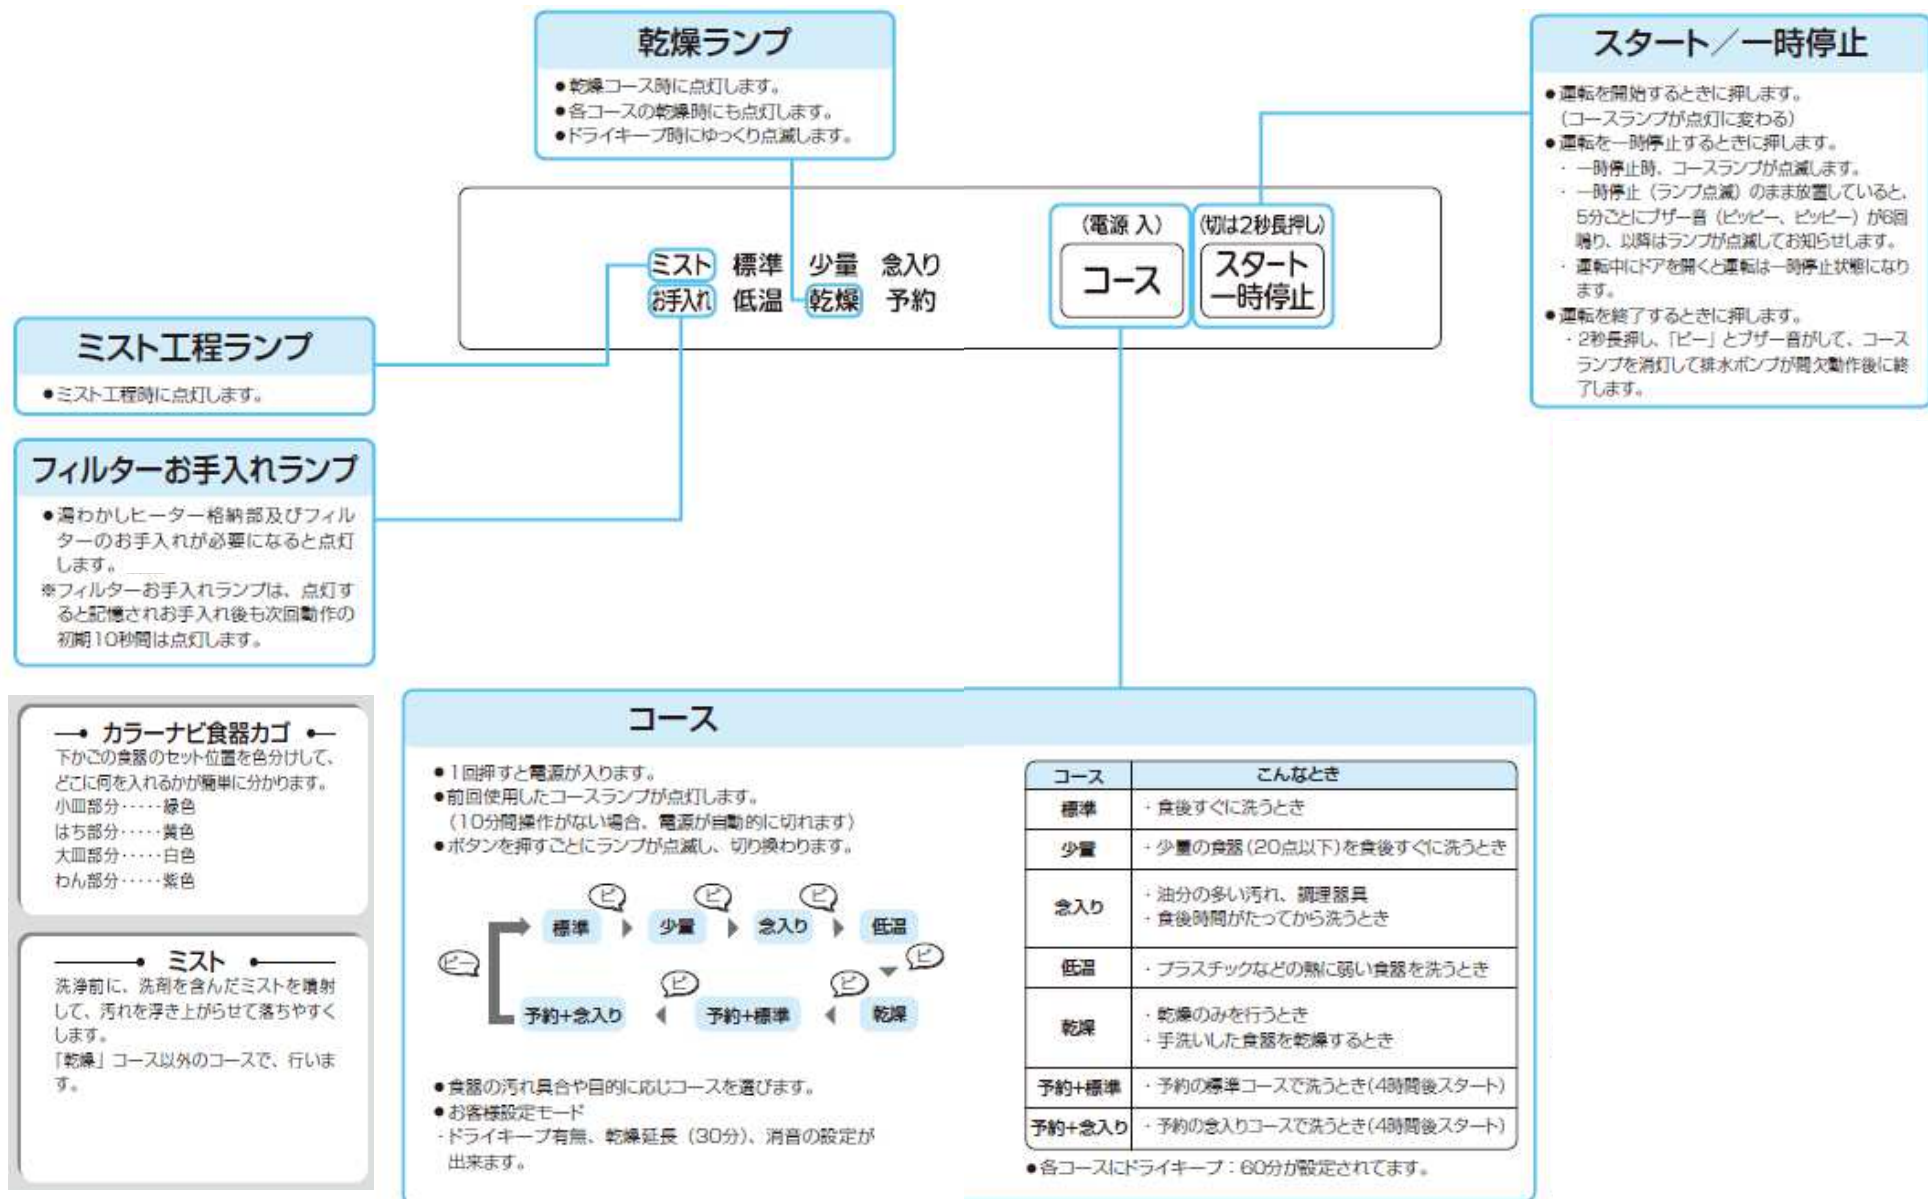 乾燥ランプ
●乾燥コース時に点灯します。
●各コースの乾燥時にも点灯します。
●ドライキープ時にゆっくり点滅します。
スタート／一時停止
●運転を開始するときに押します。
（コースランプが点灯に変わる）
●運転を一時停止するときに押します。
・一時停止時、コースランプが点滅します。
・一時停止（ランプ点滅）のまま放置していると、
5分ごとにブザー音（ピッピー、ピッピー）が6回
鳴り、以降はランプが点滅してお知らせします。
・運転中にドアを開くと運転は一時停止状態になり
ます。
●運転を終了するときに押します。
・2秒長押し、「ピー」とブザー音がして、コース
ランプを消灯して排水ポンプが間欠動作後に終
了します。
ミスト 標準 少量 念入り
お手入れ 低温 乾燥 予約
（電源 入）
コース
(切は2秒長押し)
スタート
一時停止
ミスト工程ランプ
●ミスト工程時に点灯します。
フィルターお手入れランプ
●湯わかしヒーター格納部及びフィル
ターのお手入れが必要になると点灯
します。
※フィルターお手入れランプは、点灯す
ると記憶されお手入れ後も次回動作の
初期10秒間は点灯します。
カラーナビ食器カゴ
下かごの食器のセット位置を色分けして、
どこに何を入れるかが簡単に分かります。
小皿部分・・・・・緑色
はち部分・・・・・黄色
大皿部分・・・・・白色
わん部分・・・・・紫色
ミスト
洗浄前に、洗剤を含んだミストを噴射
して、汚れを浮き上がらせて落ちやすく
します。
「乾燥」コース以外のコースで、行いま
す。
コース
●1回押すと電源が入ります。
●前回使用したコースランプが点灯します。
（10分間操作がない場合、電源が自動的に切れます）
●ボタンを押すごとにランプが点滅し、切り換わります。
ピ ピ ピ
標準 少量 念入り 低温
ピー ピ
ピ ピ
予約+念入り 予約+標準 乾燥
●食器の汚れ具合や目的に応じコースを選びます。
●お客様設定モード
・ドライキープ有無、乾燥延長（30分）、消音の設定が
出来ます。
コース こんなとき
標準 ・食後すぐに洗うとき
少量 ・少量の食器(20点以下)を食後すぐに洗うとき
念入り ・油分の多い汚れ、調理器具
・食後時間がたってから洗うとき
低温 ・プラスチックなどの熱に弱い食器を洗うとき
乾燥 ・乾燥のみを行うとき
・手洗いした食器を乾燥するとき
予約+標準 ・予約の標準コースで洗うとき(4時間後スタート)
予約+念入り ・予約の念入りコースで洗うとき(4時間後スタート)
●各コースにドライキープ：60分が設定されてます。